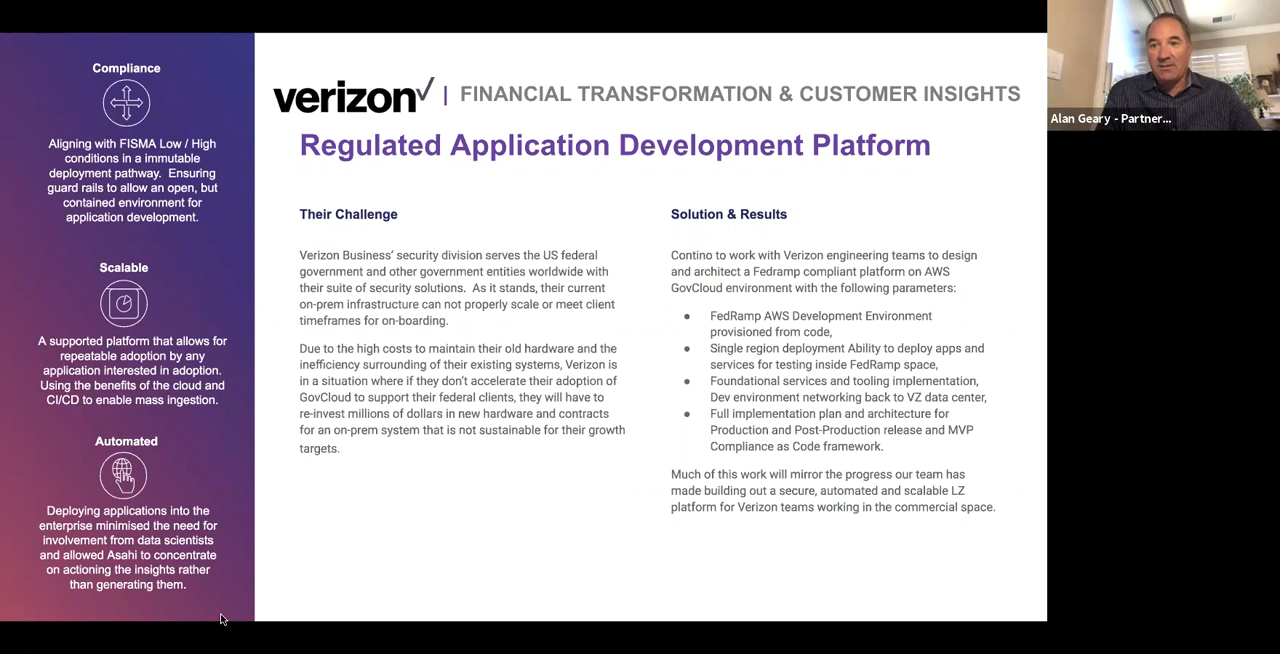 Compliance
Aligning with FISMA Low / High
conditions in a immutable
deployment pathway. Ensuring
guard rails to allow an open, but
contained environment for
application development.
Scalable
A supported platform that allows for
repeatable adoption by any
application interested in adoption.
Using the benefits of the cloud and
CI/CD to enable mass ingestion.
Automated
Deploying applications into the
enterprise minimised the need for
involvement from data scientists
and allowed Asahi to concentrate
on actioning the insights rather
than generating them.
verizon | FINANCIAL TRANSFORMATION & CUSTOMER INSIGHTS
Regulated Application Development Platform
Their Challenge
Verizon Business' security division serves the US federal
government and other government entities worldwide with
their suite of security solutions. As it stands, their current
on-prem infrastructure can not properly scale or meet client
timeframes for on-boarding.
Due to the high costs to maintain their old hardware and the
inefficiency surrounding of their existing systems, Verizon is
in a situation where if they don't accelerate their adoption of
GovCloud to support their federal clients, they will have to
re-invest millions of dollars in new hardware and contracts
for an on-prem system that is not sustainable for their growth
targets.
Solution & Results
Contino to work with Verizon engineering teams to design
and architect a Fedramp compliant platform on AWS
GovCloud environment with the following parameters:
● FedRamp AWS Development Environment
provisioned from code,
● Single region deployment Ability to deploy apps and
services for testing inside FedRamp space,
● Foundational services and tooling implementation,
Dev environment networking back to VZ data center,
● Full implementation plan and architecture for
Production and Post-Production release and MVP
Compliance as Code framework.
Much of this work will mirror the progress our team has
made building out a secure, automated and scalable LZ
platform for Verizon teams working in the commercial space.
Alan Geary - Partner...